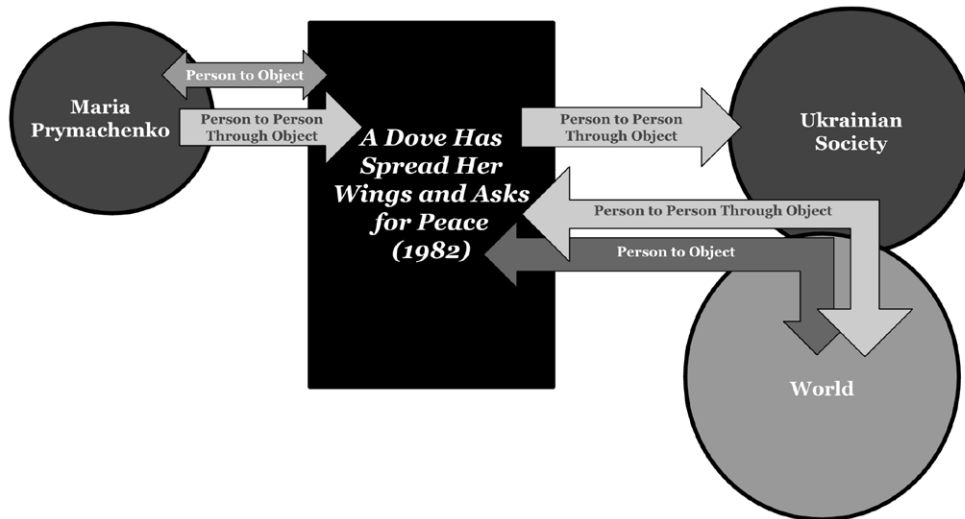 Maria
Prymachenko
Person to Object
Person to Person
Through Object
A Dove Has
Spread Her
Wings and Asks
for Peace
(1982)
Person to Person
Through Object
Ukrainian
Society
Person to Person Through Object
Person to Object
World